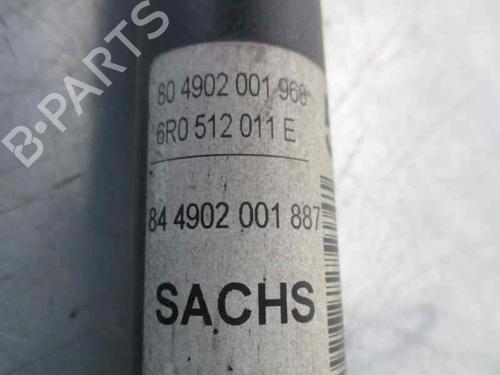 B-PARTS
80 4902 001 968
6R0 512 011 E
84 4902 001 887
SACHS